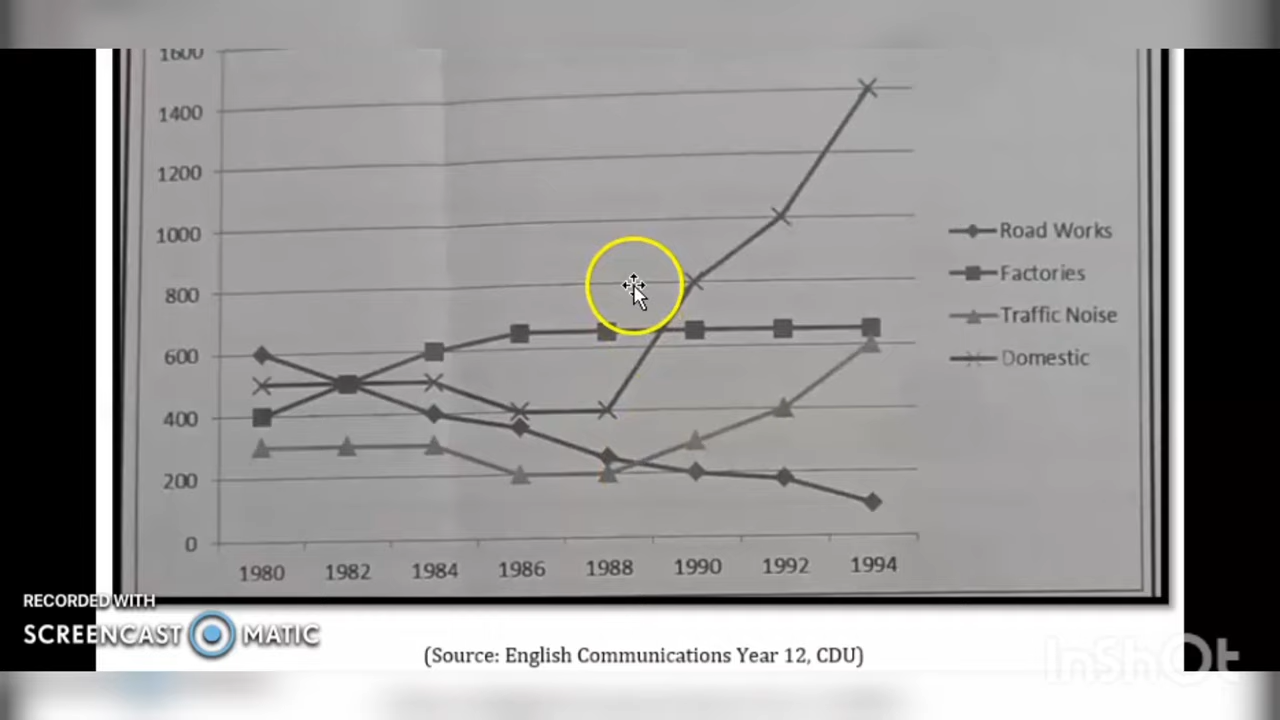 1600
1400
1200
1000
800
600
400
200
0
1980 1982 1984 1986 1988 1990 1992 1994
Road Works
Factories
Traffic Noise
Domestic
RECORDED WITH
SCREENCAST MATIC
(Source: English Communications Year 12, CDU)
InShOt